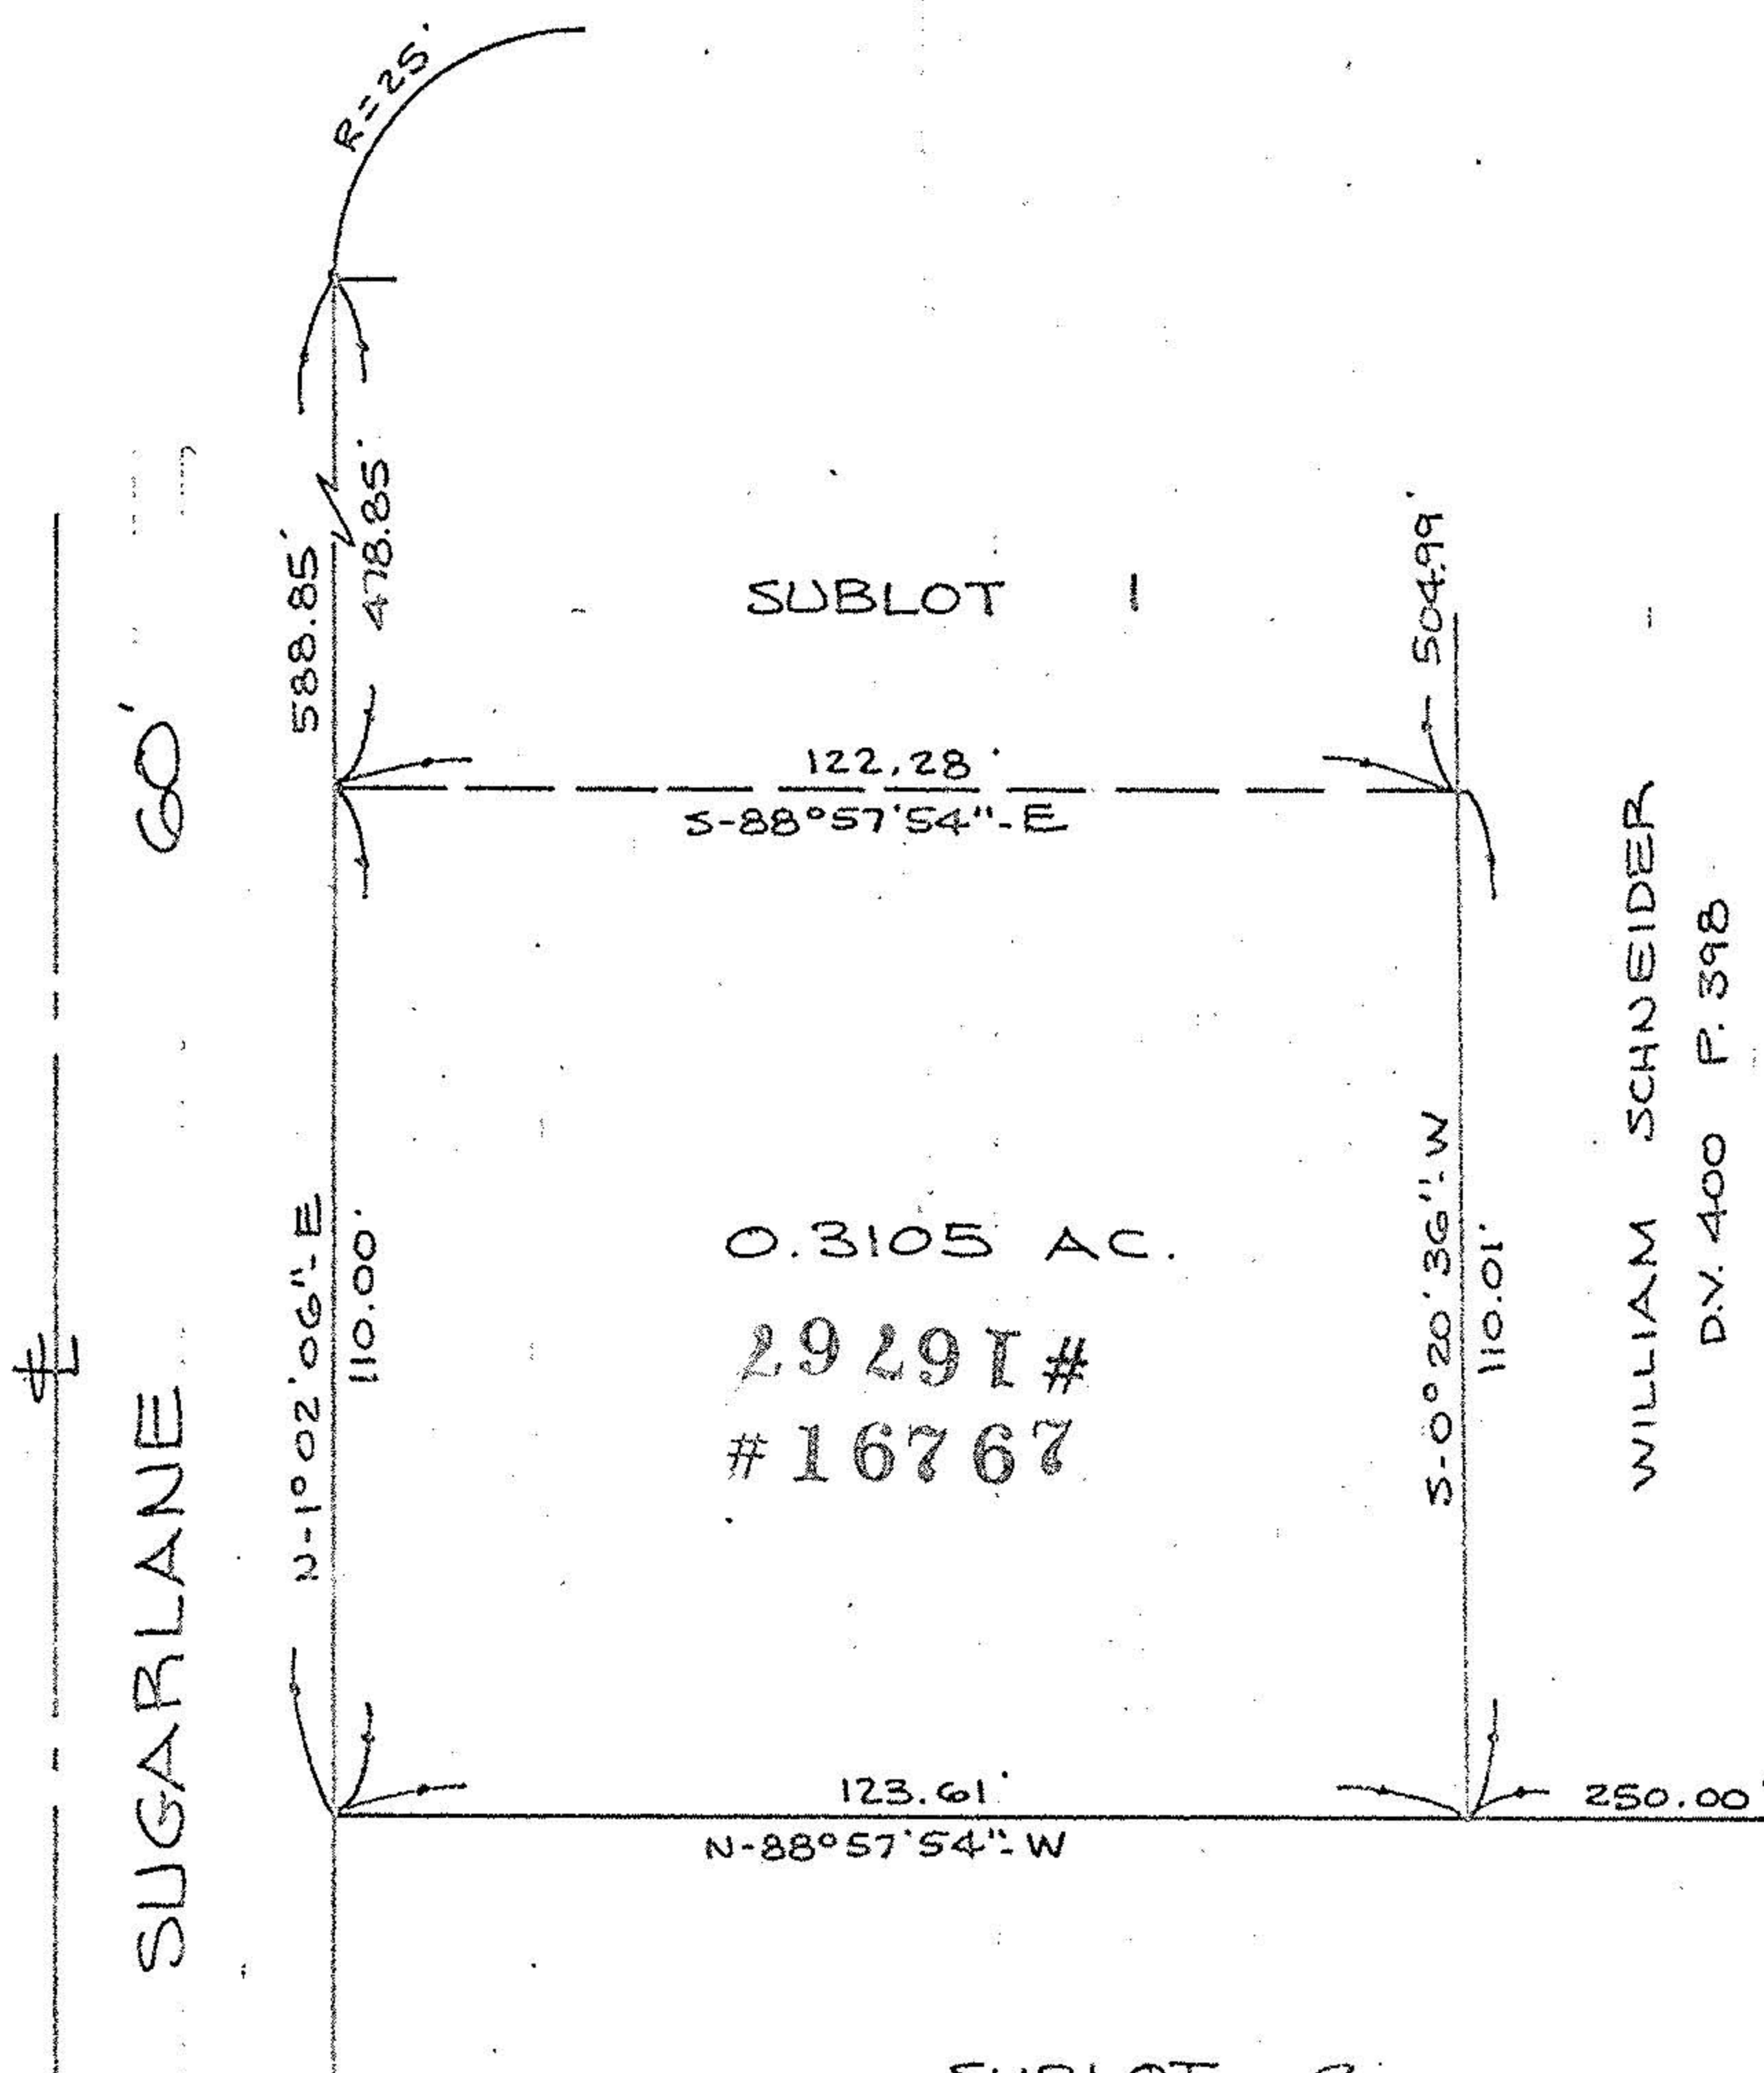 R=25'
588.85'
478.85'
SUBLOT 1
504.99'
60'
122.28'
S-88°57'54"-E
WILLIAM SCHNEIDER
D.V. 400 P. 398
N-1°02'06"-E
110.00'
0.3105 AC.
#16767
#16767
S-0°20'36"-W
110.01'
SUGARLANE
123.61'
N-88°57'54"-W
250.00'
SUBLOT